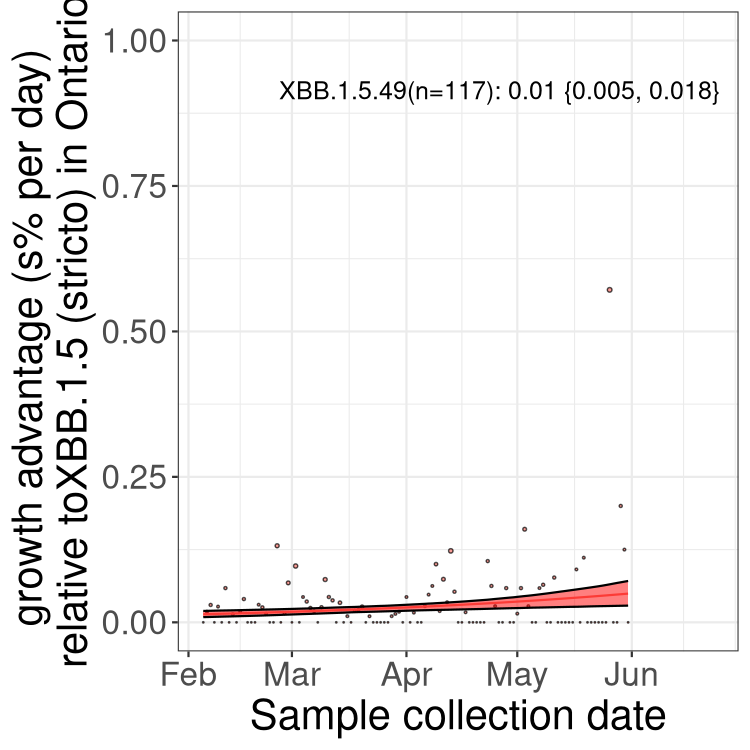 growth advantage (s% per day)
relative toXBB.1.5 (stricto) in Ontario
1.00
0.75
0.50
0.25
0.00
XBB.1.5.49(n=117): 0.01 {0.005, 0.018}
Feb Mar Apr May Jun
Sample collection date